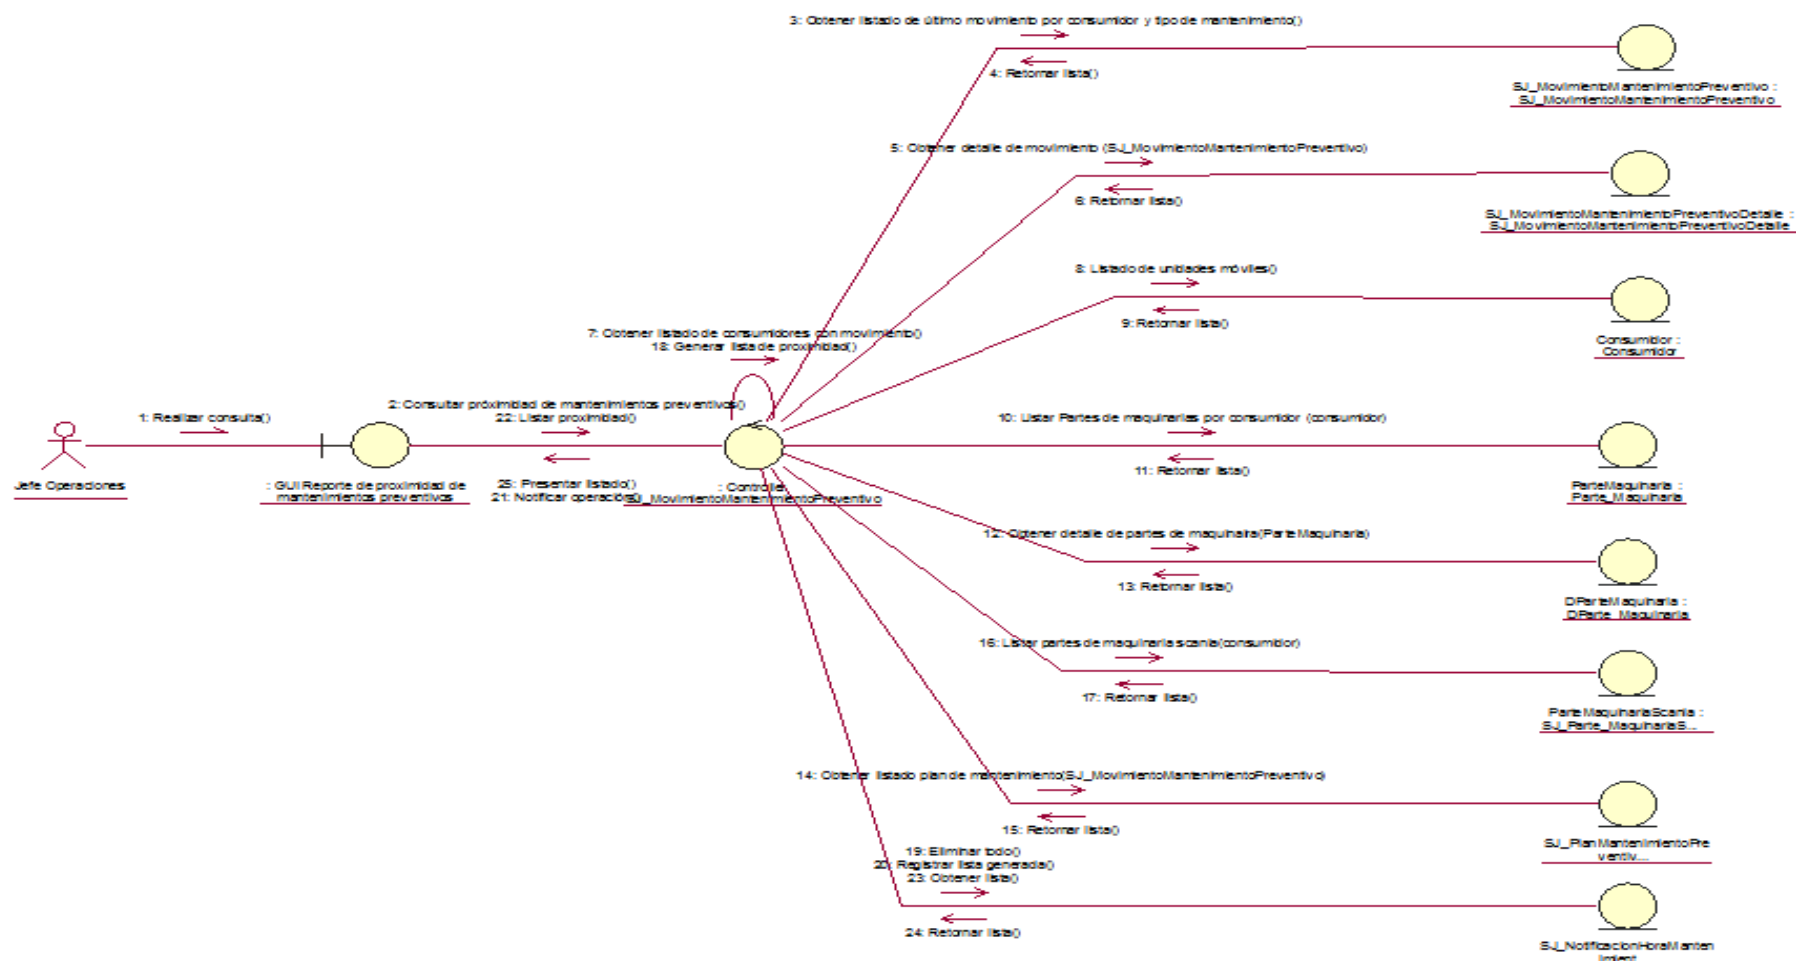 3: Obtener listado de último movimiento por consumidor y tipo de mantenimiento()
4: Retornar lista()
SJ_MovimientoMantenimientoPreventivo :
SJ_MovimientoMantenimientoPreventivo
5: Obtener detalle de movimiento (SJ_MovimientoMantenimientoPreventivo)
6: Retornar lista()
SJ_MovimientoMantenimientoPreventivoDetalle :
SJ_MovimientoMantenimientoPreventivoDetalle
8: Listado de unidades móviles()
9: Retornar lista()
Consumidor :
Consumidor
7: Obtener listado de consumidores con movimiento()
18: Generar lista de proximidad()
1: Realizar consulta()
2: Consultar próximidad de mantenimientos preventivos()
22: Listar proximidad()
10: Listar Partes de maquinarias por consumidor (consumidor)
11: Retornar lista()
Jefe Operaciones
: GUI Reporte de proximidad de
mantenimientos preventivos
25: Presentar listado()
21: Notificar operación()
: Controller
SJ_MovimientoMantenimientoPreventivo
ParteMaquinaria :
Parte_Maquinaria
12: Obtener detalle de partes de maquinaira(ParteMaquinaria)
13: Retornar lista()
DParteMaquinaria :
DParte_Maquinaria
16: Listar partes de maquinaria scania(consumidor)
17: Retornar lista()
ParteMaquinariaScania :
SJ_Parte_MaquinariaS...
14: Obtener listado plan de mantenimiento(SJ_MovimientoMantenimientoPreventivo)
15: Retornar lista()
SJ_PlanMantenimientoPre
ventiv...
19: Eliminar todo()
20: Registrar lista generada()
23: Obtener lista()
24: Retornar lista()
SJ_NotificacionHoraManten
imient...